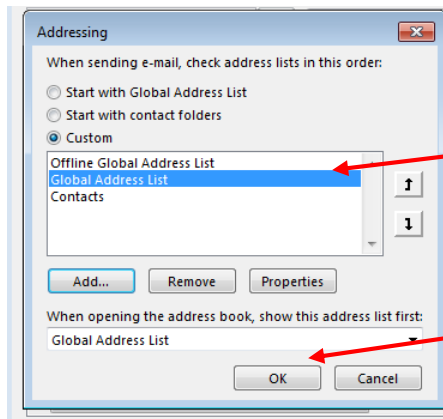 Addressing
When sending e-mail, check address lists in this order:
Start with Global Address List
Start with contact folders
Custom
Offline Global Address List
Global Address List
Contacts
Add... Remove Properties
When opening the address book, show this address list first:
Global Address List
OK Cancel